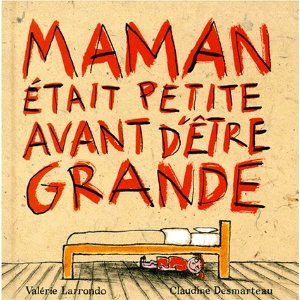 MAMAN
ÉTAIT PETITE
AVANT D'ÊTRE
GRANDE
Valérie Larrondo Claudine Desmarteau